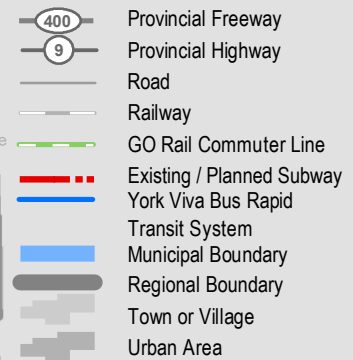 400 Provincial Freeway
9 Provincial Highway
Road
Railway
e
GO Rail Commuter Line
Existing / Planned Subway
York Viva Bus Rapid
Transit System
Municipal Boundary
Regional Boundary
Town or Village
Urban Area